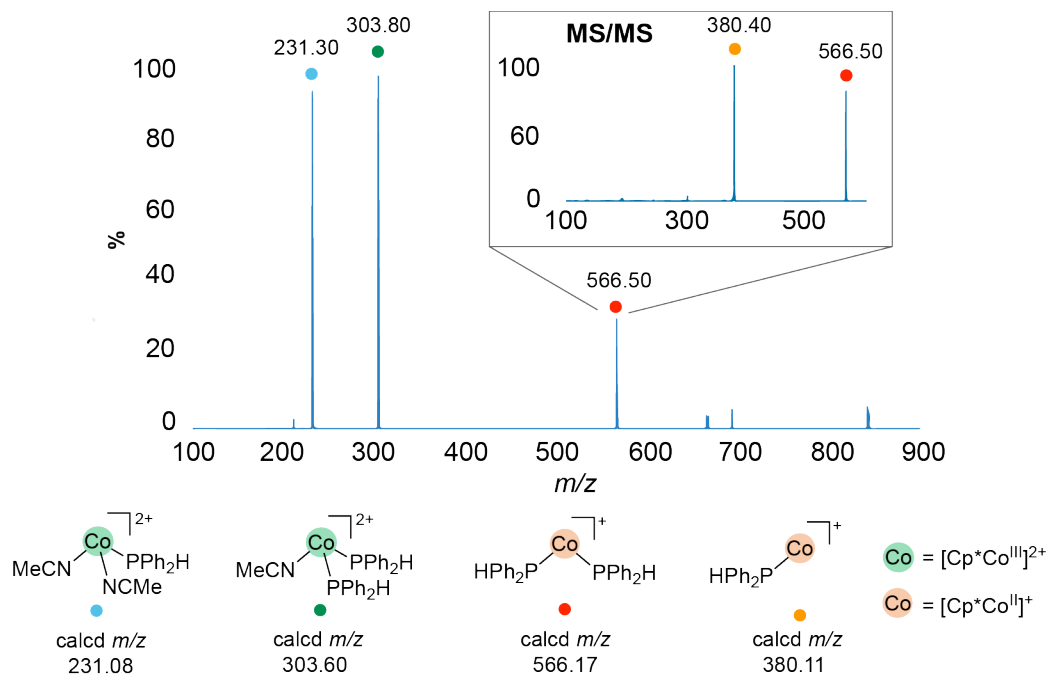 MS/MS
380.40
566.50
100
60
0
100 300 500
231.30
303.80
566.50
%
100
80
60
40
20
0
100 200 300 400 500 600 700 800 900
m/z
Co 2+
MeCN PPh2H
NCMe
calcd m/z
231.08
Co 2+
MeCN PPh2H
PPh2H
calcd m/z
303.60
Co +
HPh2P PPh2H
calcd m/z
566.17
Co +
HPh2P
calcd m/z
380.11
Co = [Cp*CoIII]2+
Co = [Cp*CoII]+